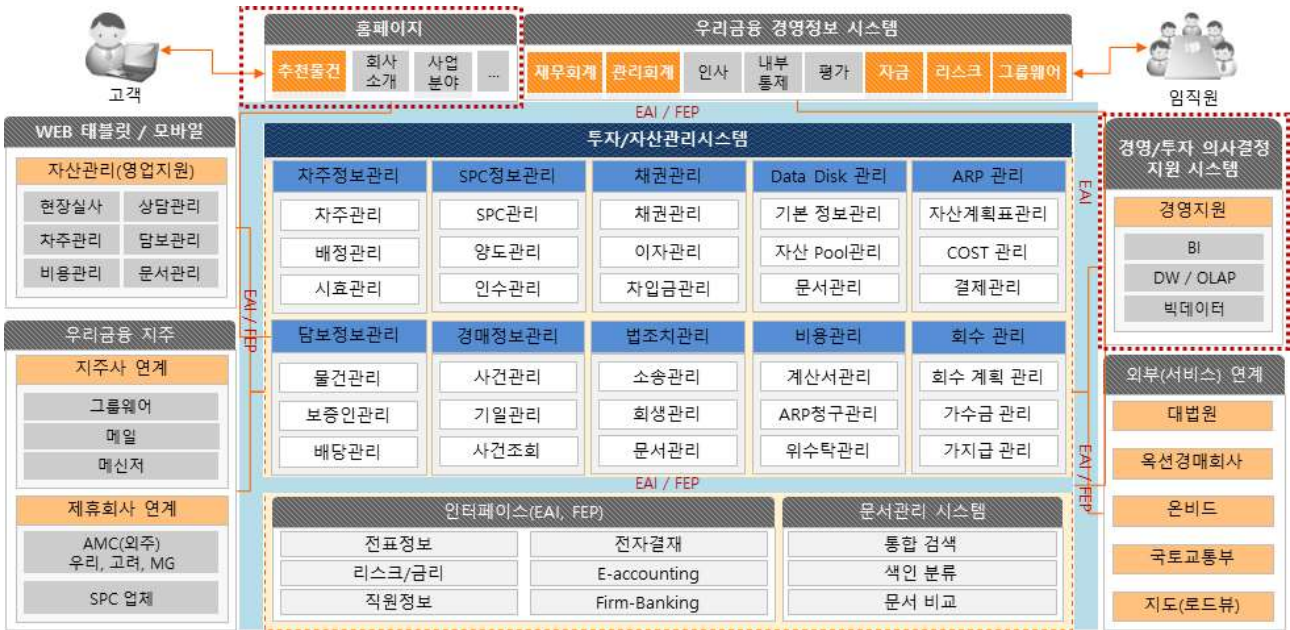 홈페이지
추천물건
회사
소개
사업
분야
...
우리금융 경영정보 시스템
재무회계
관리회계
인사
내부
통제
평가
자금
리스크
그룹웨어
고객
임직원
EAI / FEP
WEB 태블릿 / 모바일
자산관리(영업지원)
현장실사
상담관리
차주관리
담보관리
비용관리
문서관리
EAI / FEP
우리금융 지주
지주사 연계
그룹웨어
메일
메신저
제휴회사 연계
AMC(외주)
우리, 고려, MG
SPC 업체
투자/자산관리시스템
차주정보관리
차주관리
배정관리
시효관리
SPC정보관리
SPC관리
양도관리
인수관리
채권관리
채권관리
이자관리
차입금관리
Data Disk 관리
기본 정보관리
자산 Pool관리
문서관리
ARP 관리
자산계획표관리
COST 관리
결제관리
담보정보관리
물건관리
보증인관리
배당관리
경매정보관리
사건관리
기일관리
사건조회
법조치관리
소송관리
회생관리
문서관리
비용관리
계산서관리
ARP청구관리
위수탁관리
회수 관리
회수 계획 관리
가수금 관리
가지급 관리
EAI / FEP
인터페이스(EAI, FEP)
전표정보
전자결재
리스크/금리
E-accounting
직원정보
Firm-Banking
문서관리 시스템
통합 검색
색인 분류
문서 비교
EAI
EAI / FEP
경영/투자 의사결정
지원 시스템
경영지원
BI
DW / OLAP
빅데이터
외부(서비스) 연계
대법원
옥션경매회사
온비드
국토교통부
지도(로드뷰)